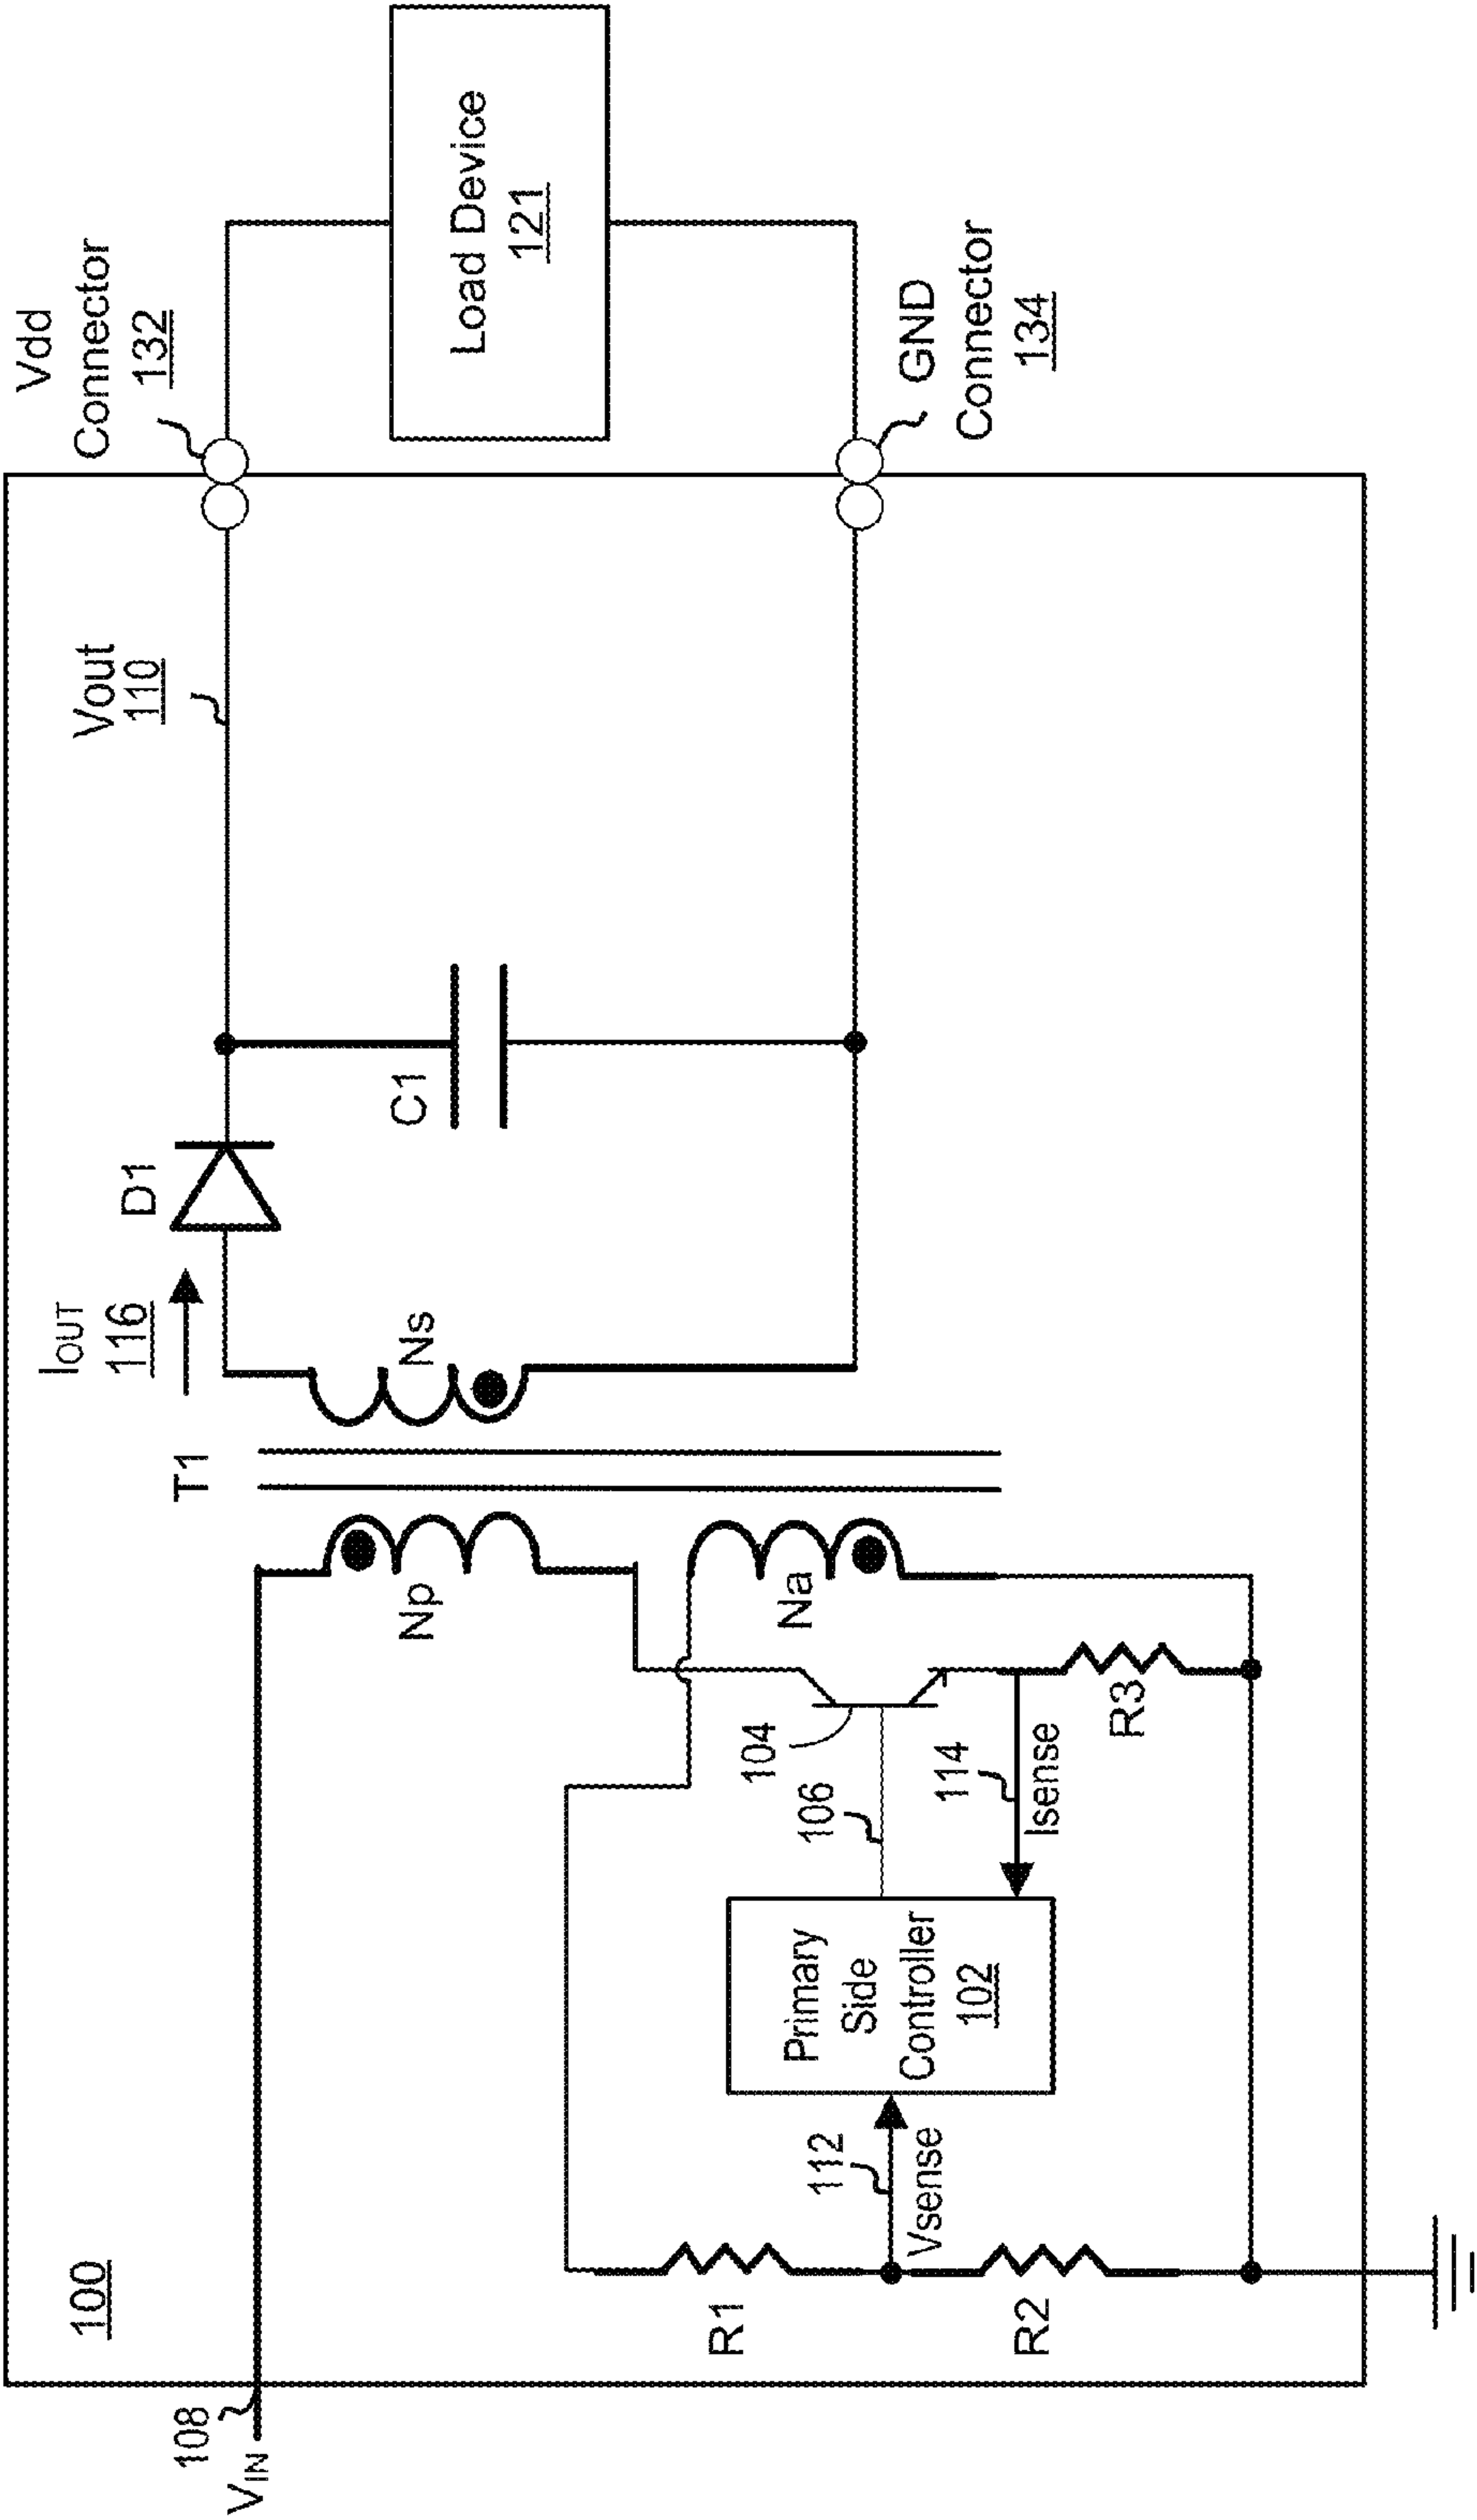 100
108
VIN
T1
Np
Ns
Na
IOUT
116
D1
C1
Vout
110
Vdd
Connector
132
Load Device
121
GND
Connector
134
104
106
114
Isense
R3
Primary
Side
Controller
102
112
Vsense
R1
R2